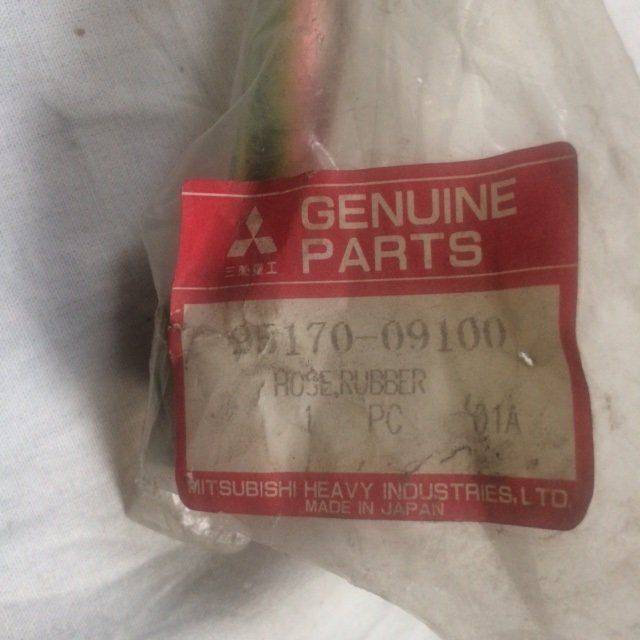 GENUINE
PARTS
三菱重工
95170-09100
HOSE,RUBBER
1 PC 01A
MITSUBISHI HEAVY INDUSTRIES,LTD.
MADE IN JAPAN